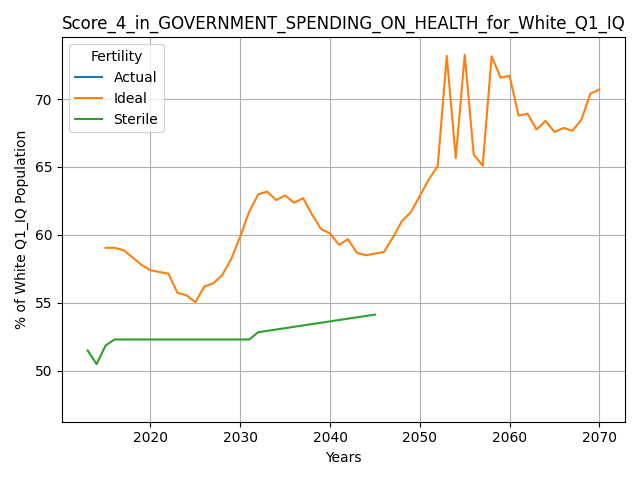 Score_4_in_GOVERNMENT_SPENDING_ON_HEALTH_for_White_Q1_IQ
Fertility
Actual
Ideal
Sterile
% of White Q1_IQ Population
70
65
60
55
50
2020 2030 2040 2050 2060 2070
Years